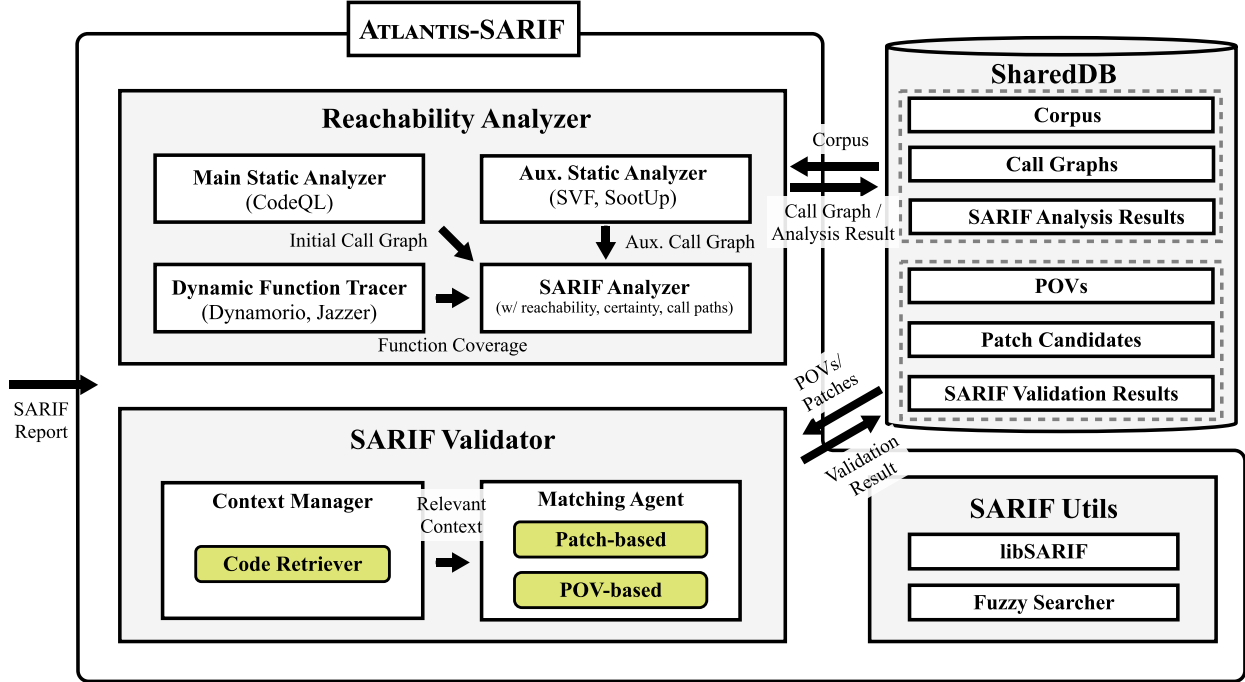 ATLANTIS-SARIF
Reachability Analyzer
Main Static Analyzer
(CodeQL)
Aux. Static Analyzer
(SVF, SootUp)
Initial Call Graph
Aux. Call Graph
Dynamic Function Tracer
(Dynamorio, Jazzer)
SARIF Analyzer
(w/ reachability, certainty, call paths)
Function Coverage
Corpus
Call Graph /
Analysis Result
SharedDB
Corpus
Call Graphs
SARIF Analysis Results
POVs
Patch Candidates
SARIF Validation Results
SARIF
Report
POVs/
Patches
Validation
Result
SARIF Validator
Context Manager
Code Retriever
Relevant
Context
Matching Agent
Patch-based
POV-based
SARIF Utils
libSARIF
Fuzzy Searcher